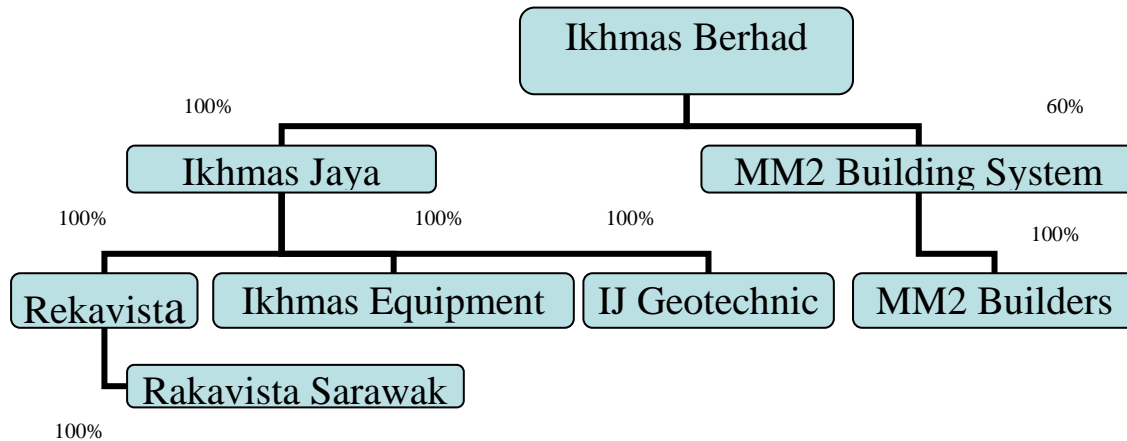 Ikhmas Berhad
100%
60%
Ikhmas Jaya
MM2 Building System
100%
100%
100%
100%
Rekavista
Ikhmas Equipment
IJ Geotechnic
MM2 Builders
Rakavista Sarawak
100%